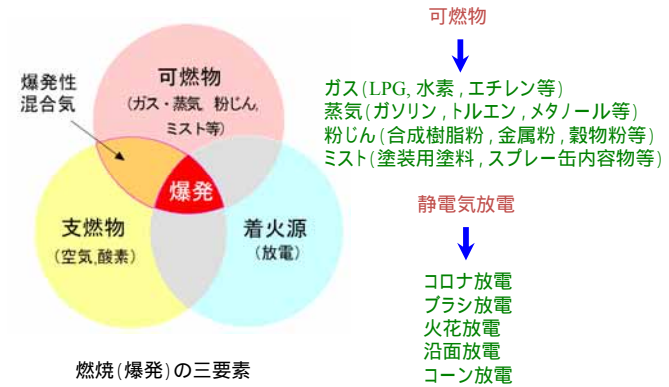 可燃物
(ガス・蒸気, 粉じん,
ミスト等)
爆発性
混合気
爆発
支燃物
(空気,酸素)
着火源
(放電)
燃焼(爆発)の三要素
可燃物
ガス(LPG, 水素, エチレン等)
蒸気(ガソリン, トルエン, メタノール等)
粉じん(合成樹脂粉, 金属粉, 穀物粉等)
ミスト(塗装用塗料, スプレー缶内容物等)
静電気放電
コロナ放電
ブラシ放電
火花放電
沿面放電
コーン放電